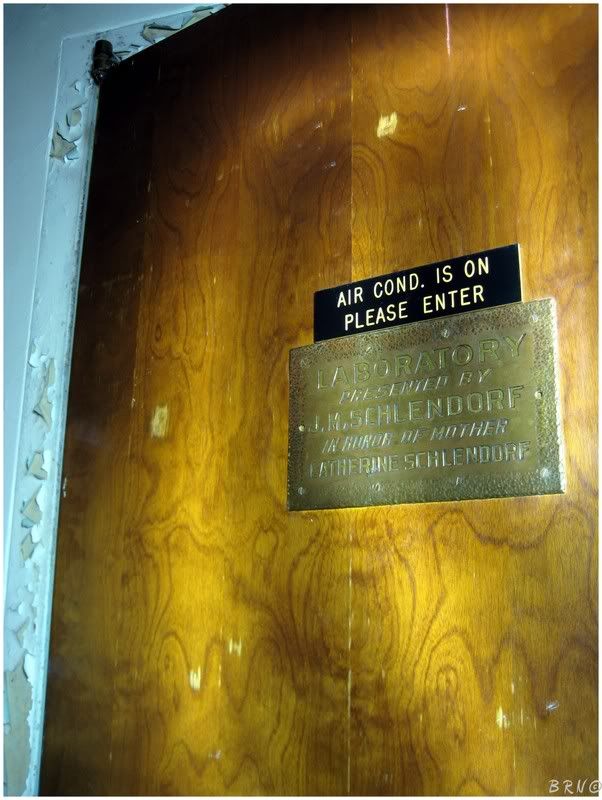 AIR COND. IS ON
PLEASE ENTER
LABORATORY
PRESENTED BY
J. H. SCHLENDORF
IN HONOR OF MOTHER
CATHERINE SCHLENDORF
BRN©